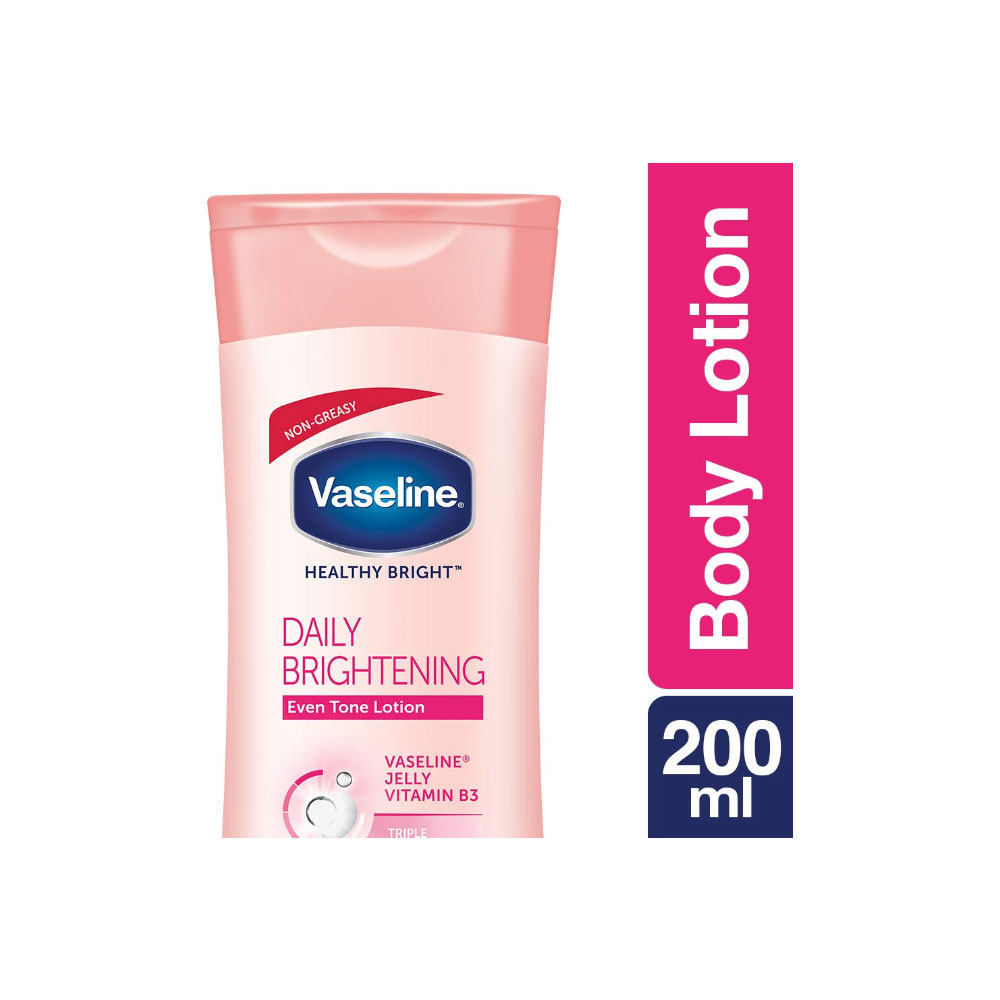 NON-GREASY
Vaseline®
HEALTHY BRIGHT™
DAILY
BRIGHTENING
Even Tone Lotion
VASELINE®
JELLY
VITAMIN B3
TRIPLE
Body Lotion
200
ml